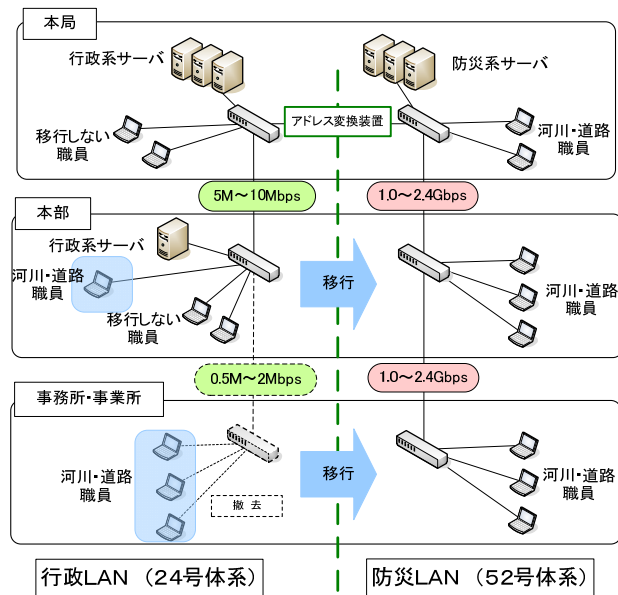 本局
行政系サーバ
防災系サーバ
アドレス変換装置
移行しない
職員
河川・道路
職員
5M～10Mbps
1.0～2.4Gbps
本部
行政系サーバ
河川・道路
職員
移行しない
職員
移行
河川・道路
職員
0.5M～2Mbps
1.0～2.4Gbps
事務所・事業所
河川・道路
職員
撤去
移行
河川・道路
職員
行政LAN （24号体系）
防災LAN （52号体系）